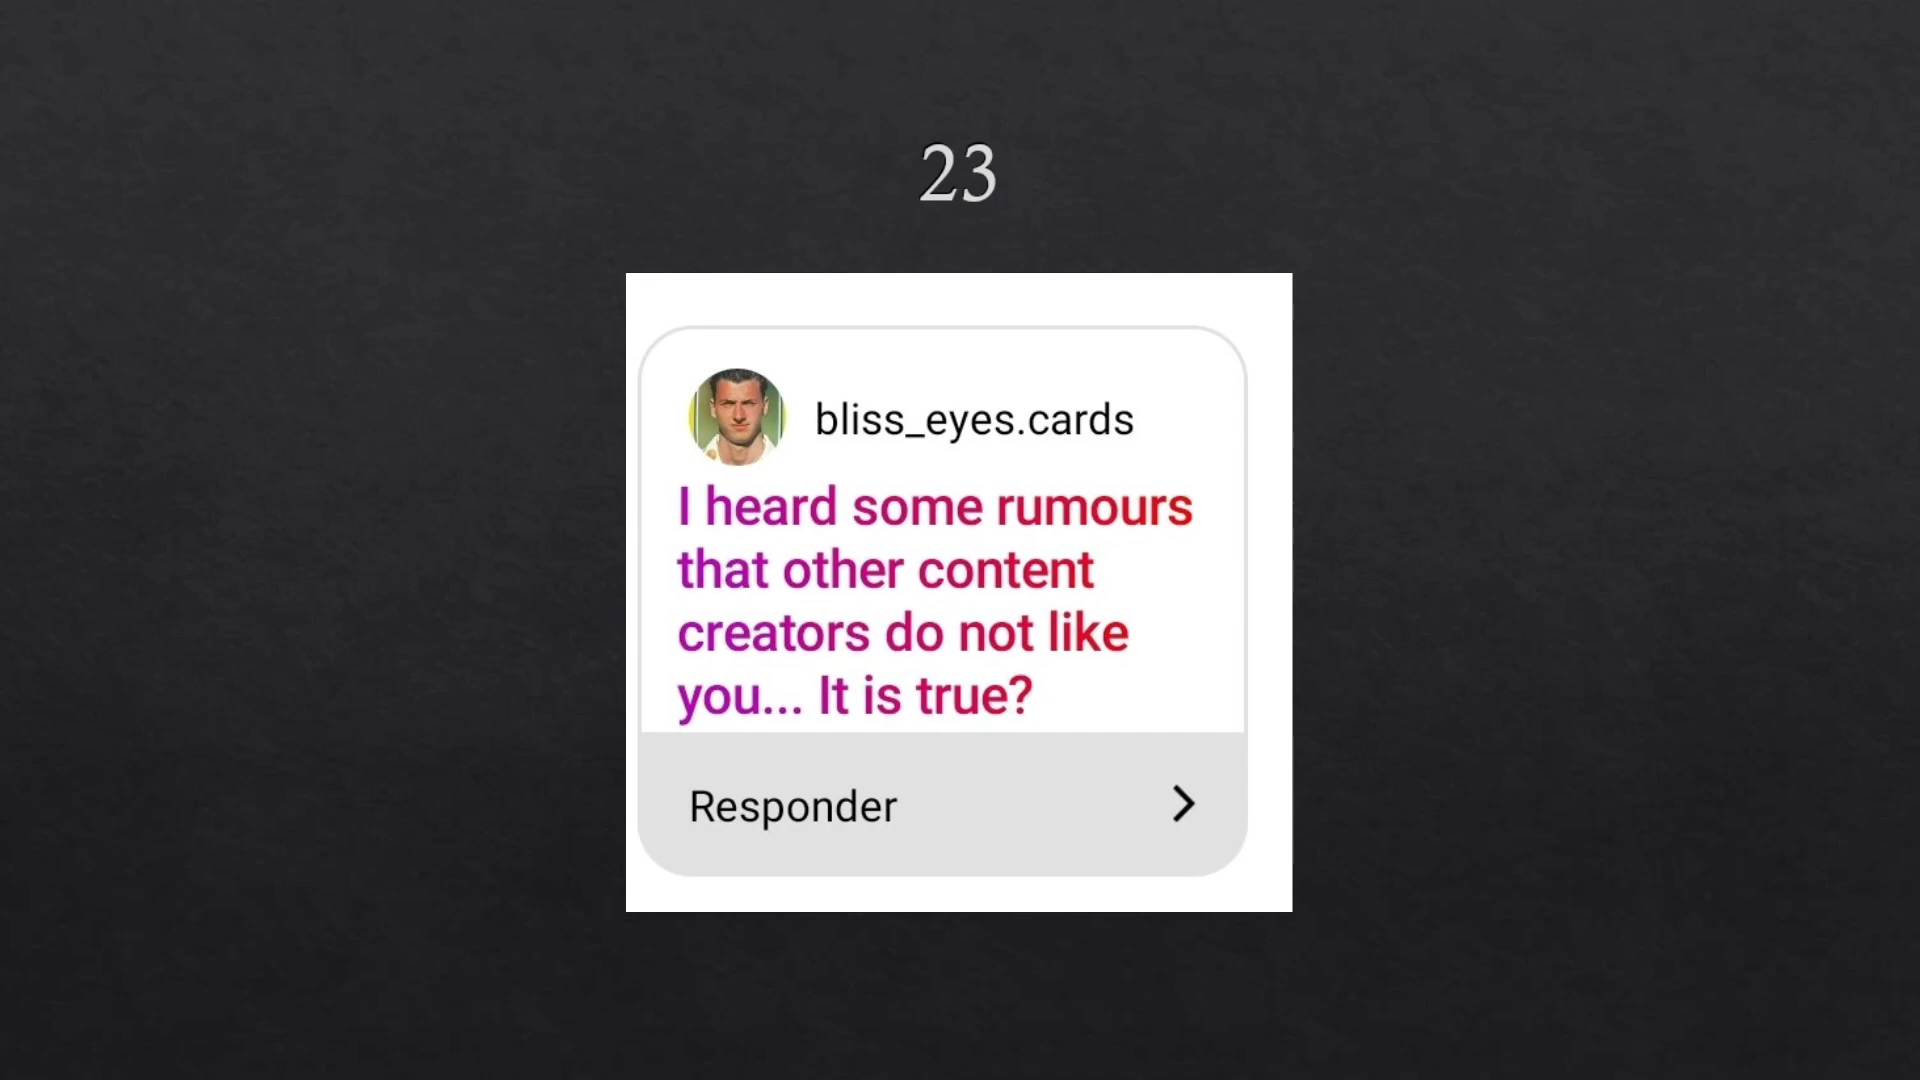 23
bliss_eyes.cards
I heard some rumours
that other content
creators do not like
you... It is true?
Responder